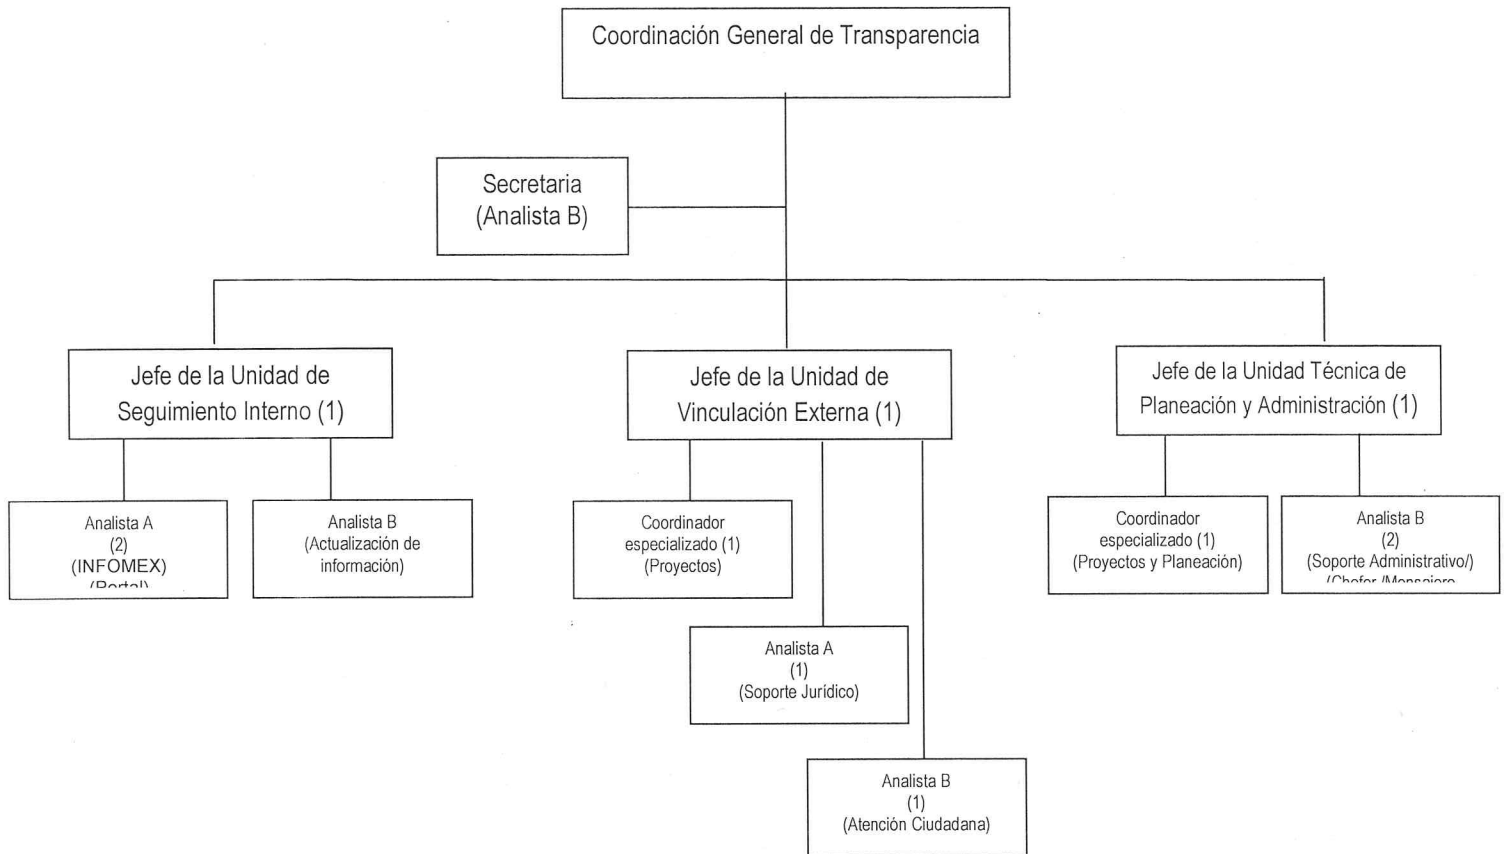 Coordinación General de Transparencia
Secretaria
(Analista B)
Jefe de la Unidad de
Seguimiento Interno (1)
Jefe de la Unidad de
Vinculación Externa (1)
Jefe de la Unidad Técnica de
Planeación y Administración (1)
Analista A
(2)
(INFOMEX)
(Portal)
Analista B
(Actualización de
información)
Coordinador
especializado (1)
(Proyectos)
Coordinador
especializado (1)
(Proyectos y Planeación)
Analista B
(2)
(Soporte Administrativo/)
(Chofer /Mensajero
Analista A
(1)
(Soporte Jurídico)
Analista B
(1)
(Atención Ciudadana)